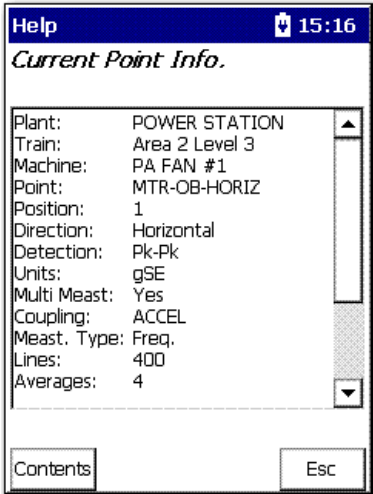 Help 15:16
Current Point Info.
Plant: POWER STATION
Train: Area 2 Level 3
Machine: PA FAN #1
Point: MTR-OB-HORIZ
Position: 1
Direction: Horizontal
Detection: Pk-Pk
Units: gSE
Multi Meast: Yes
Coupling: ACCEL
Meast. Type: Freq.
Lines: 400
Averages: 4
Contents Esc